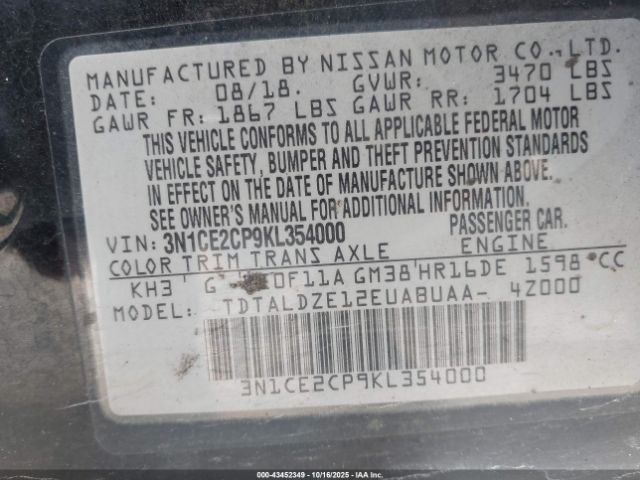 MANUFACTURED BY NISSAN MOTOR CO.,LTD.
DATE: 08/18. GVWR: 3470 LBS
GAWR FR: 1867 LBS GAWR RR: 1704 LBS
THIS VEHICLE CONFORMS TO ALL APPLICABLE FEDERAL MOTOR
VEHICLE SAFETY, BUMPER AND THEFT PREVENTION STANDARDS
IN EFFECT ON THE DATE OF MANUFACTURE SHOWN ABOVE.
SEE OWNER'S MANUAL FOR ADDITIONAL INFORMATION.
VIN: 3N1CE2CP9KL354000 PASSENGER CAR.
COLOR TRIM TRANS AXLE ENGINE
KH3 G RE0F11A GM38 HR16DE 1598 CC
MODEL: TDTALDZE12EUABUAA- 4Z000
3N1CE2CP9KL354000
000-43452349 | 10/16/2025 | IAA, Inc.